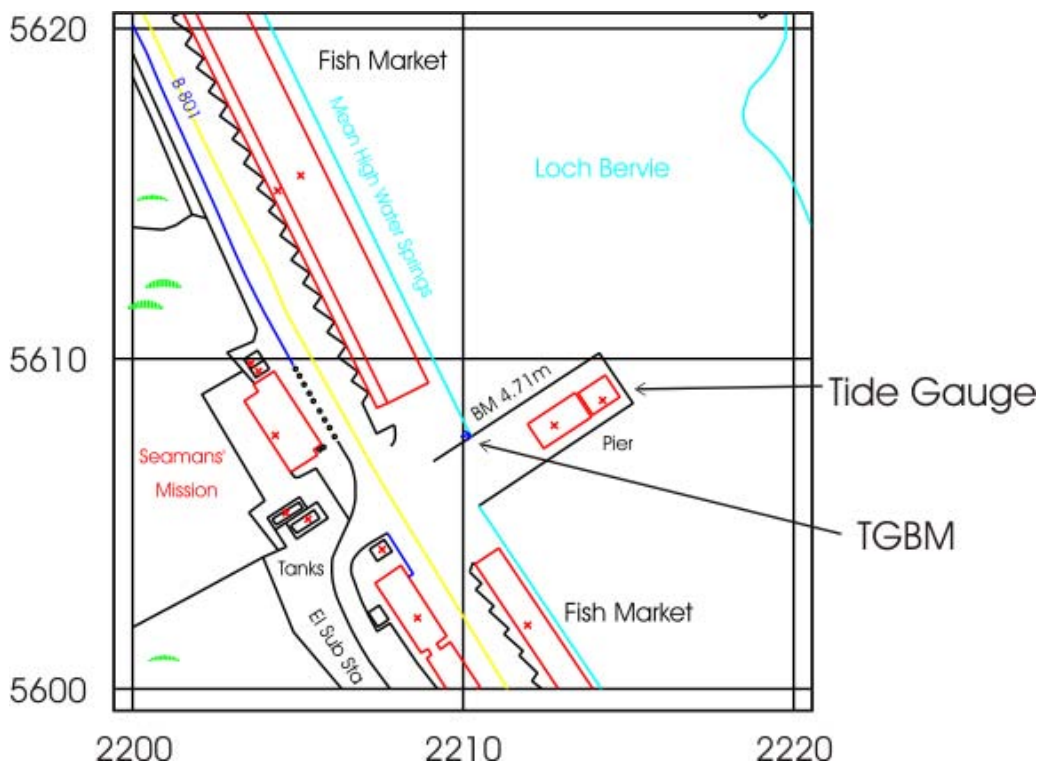 5620
Fish Market
B 801
Mean High Water Springs
Loch Bervie
5610
BM 4.71m
Tide Gauge
Pier
Seamans'
Mission
TGBM
Tanks
El Sub Sta
Fish Market
5600
2200
2210
2220